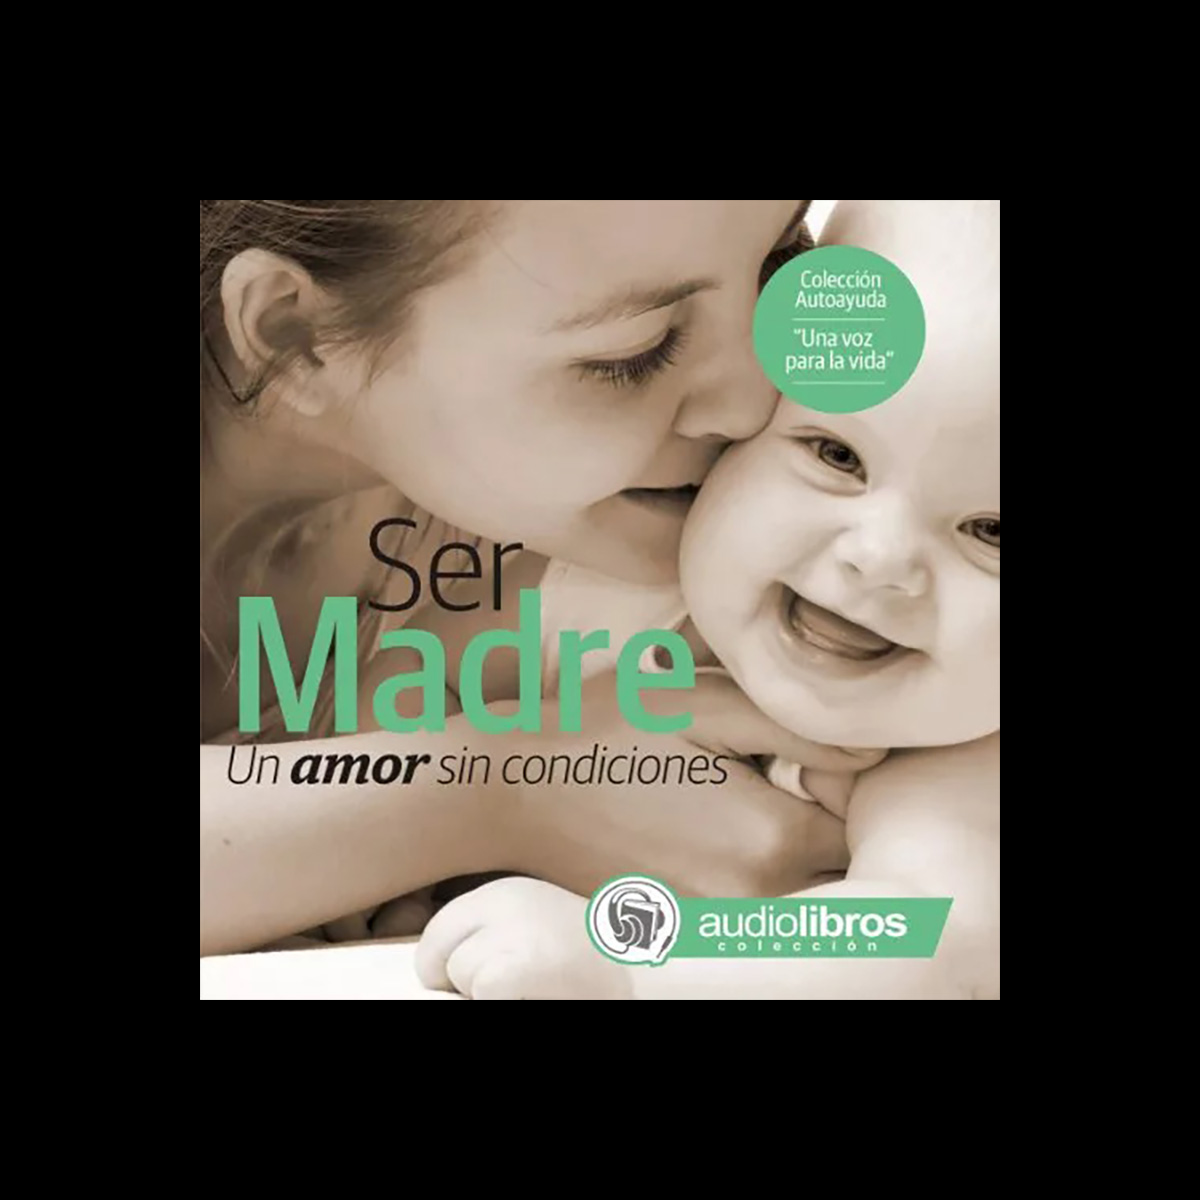 Colección
Autoayuda
"Una voz
para la vida"
Ser
Madre
Un amor sin condiciones
audiolibros
colección